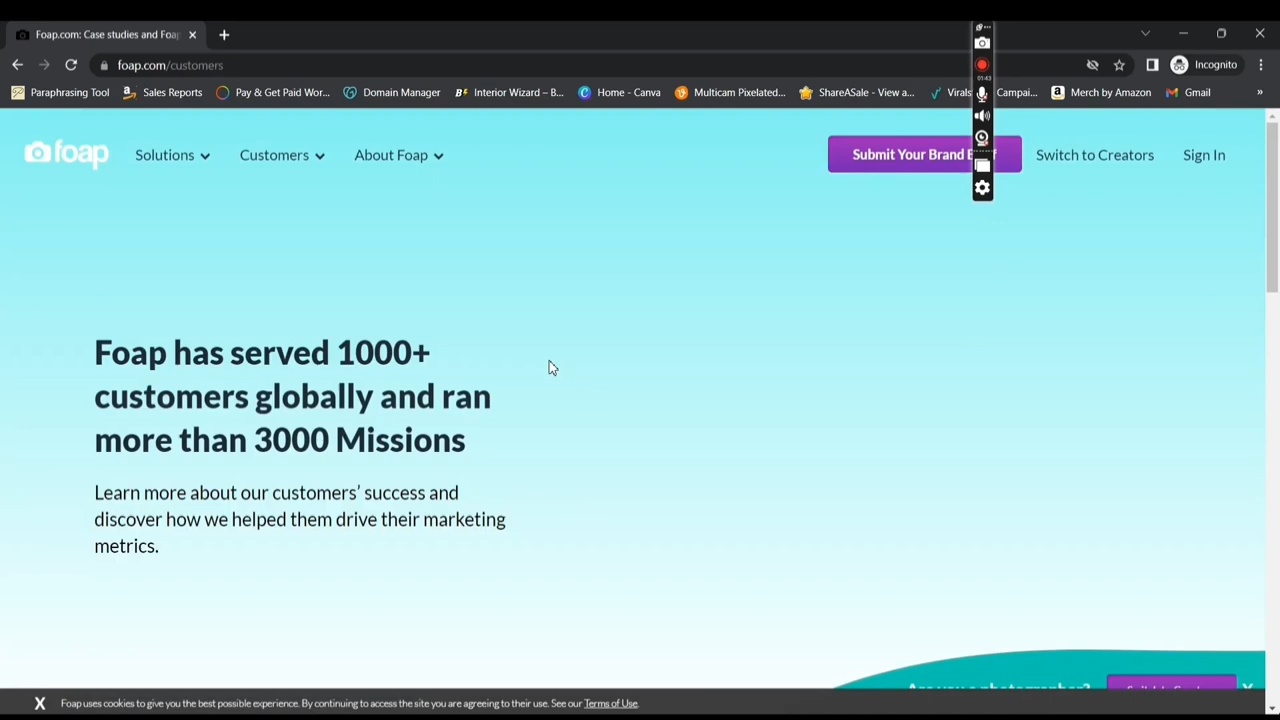 Foap.com: Case studies and Foap
foap.com/customers
Incognito
Paraphrasing Tool
Sales Reports
Pay & Get Paid Wor...
Domain Manager
Interior Wizard – B...
Home - Canva
Multicam Pixelated...
ShareASale - View a...
Virals
Campai...
Merch by Amazon
Gmail
»
01:43
foap
Solutions
Customers
About Foap
Submit Your Brand
Switch to Creators
Sign In
Foap has served 1000+
customers globally and ran
more than 3000 Missions
Learn more about our customers’ success and
discover how we helped them drive their marketing
metrics.
Are you a photographer?
X Foap uses cookies to give you the best possible experience. By continuing to access the site you are agreeing to their use. See our Terms of Use.